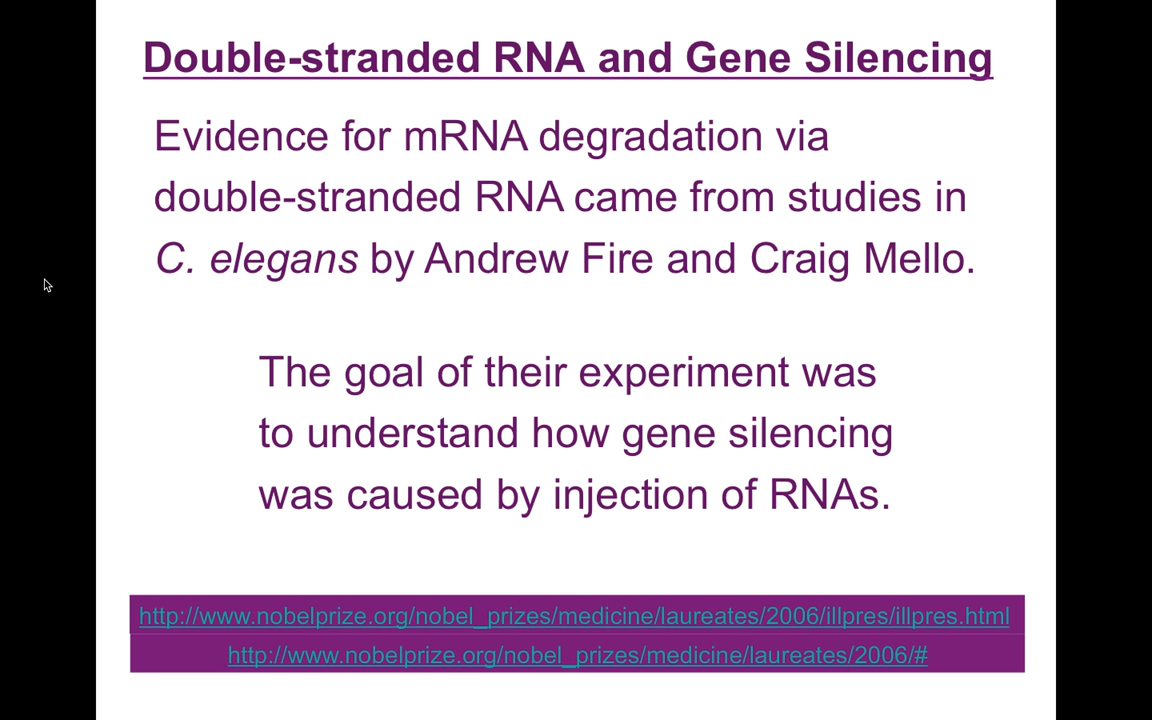 Double-stranded RNA and Gene Silencing
Evidence for mRNA degradation via
double-stranded RNA came from studies in
C. elegans by Andrew Fire and Craig Mello.
The goal of their experiment was
to understand how gene silencing
was caused by injection of RNAs.
http://www.nobelprize.org/nobel_prizes/medicine/laureates/2006/illpres/illpres.html
http://www.nobelprize.org/nobel_prizes/medicine/laureates/2006/#